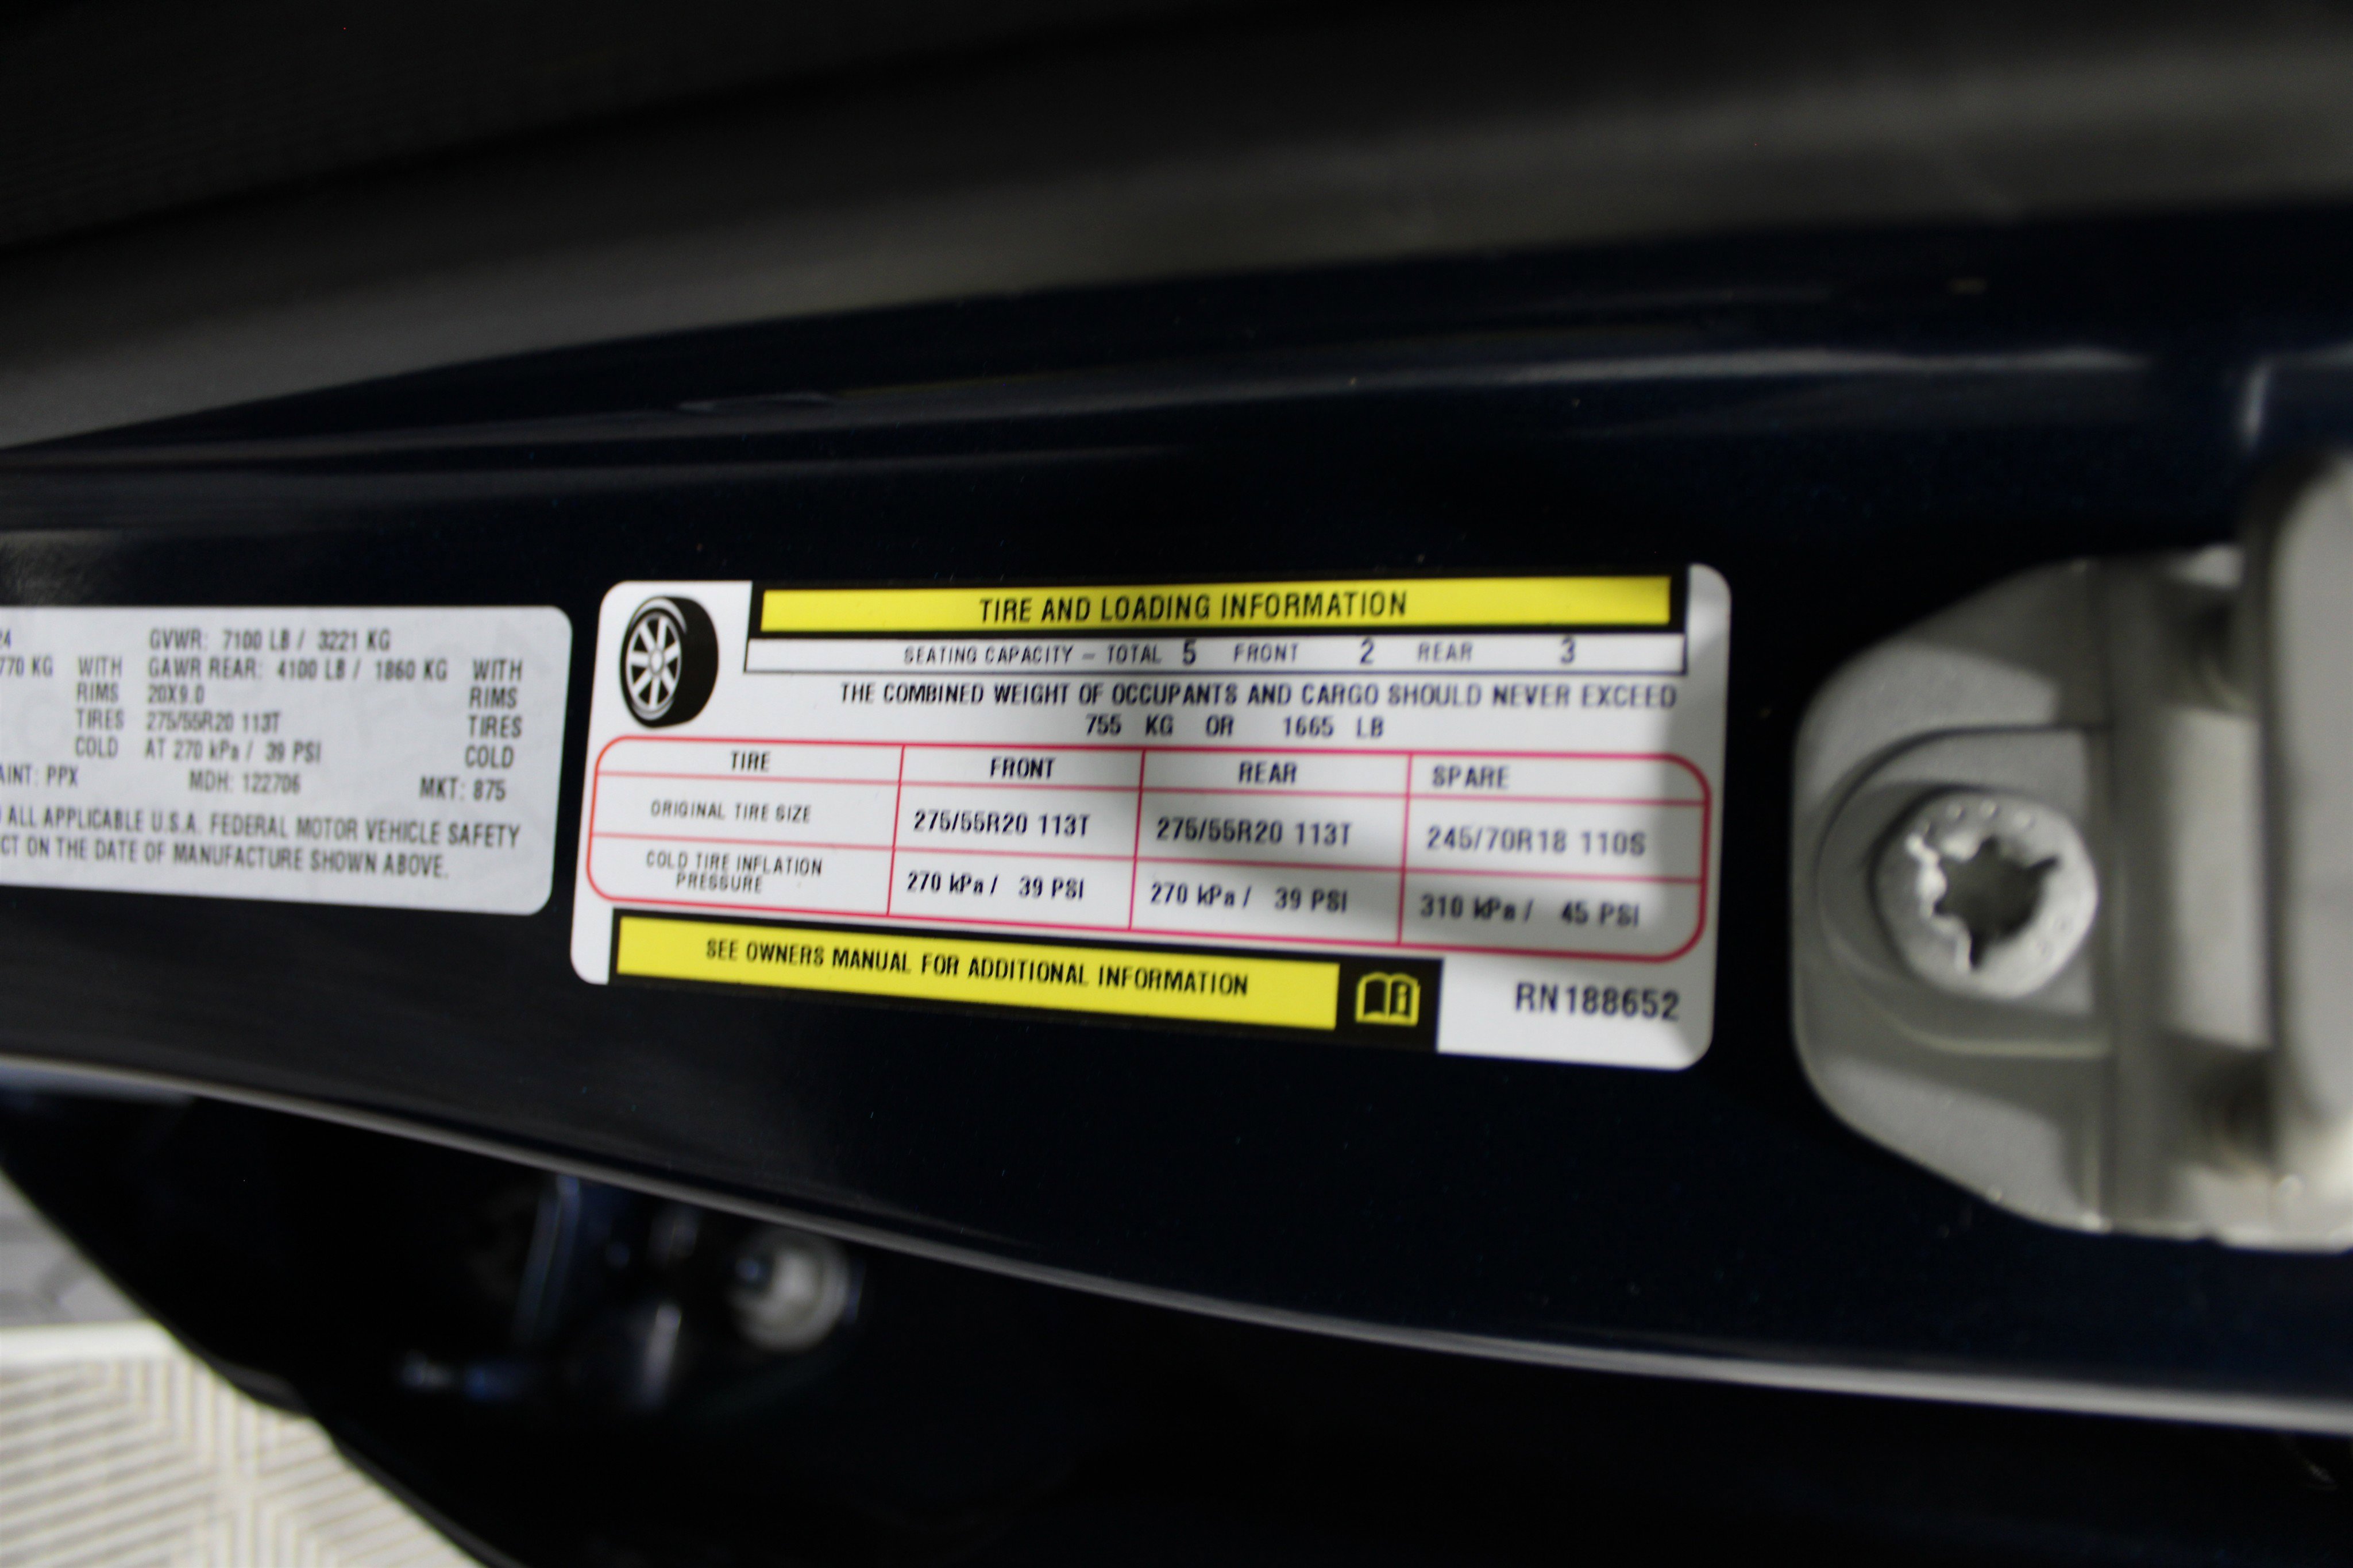 24 GVWR: 7100 LB / 3221 KG
770 KG WITH GAWR REAR: 4100 LB / 1860 KG WITH
RIMS 20X9.0 RIMS
TIRES 275/55R20 113T TIRES
COLD AT 270 kPa / 39 PSI COLD
AINT: PPX MDH: 122706 MKT: 875
ALL APPLICABLE U.S.A. FEDERAL MOTOR VEHICLE SAFETY
CT ON THE DATE OF MANUFACTURE SHOWN ABOVE.
TIRE AND LOADING INFORMATION
SEATING CAPACITY – TOTAL 5 FRONT 2 REAR 3
THE COMBINED WEIGHT OF OCCUPANTS AND CARGO SHOULD NEVER EXCEED
755 KG OR 1665 LB
TIRE FRONT REAR SPARE
ORIGINAL TIRE SIZE 275/55R20 113T 275/55R20 113T 245/70R18 110S
COLD TIRE INFLATION
PRESSURE 270 kPa / 39 PSI 270 kPa / 39 PSI 310 kPa / 45 PSI
SEE OWNERS MANUAL FOR ADDITIONAL INFORMATION
RN188652